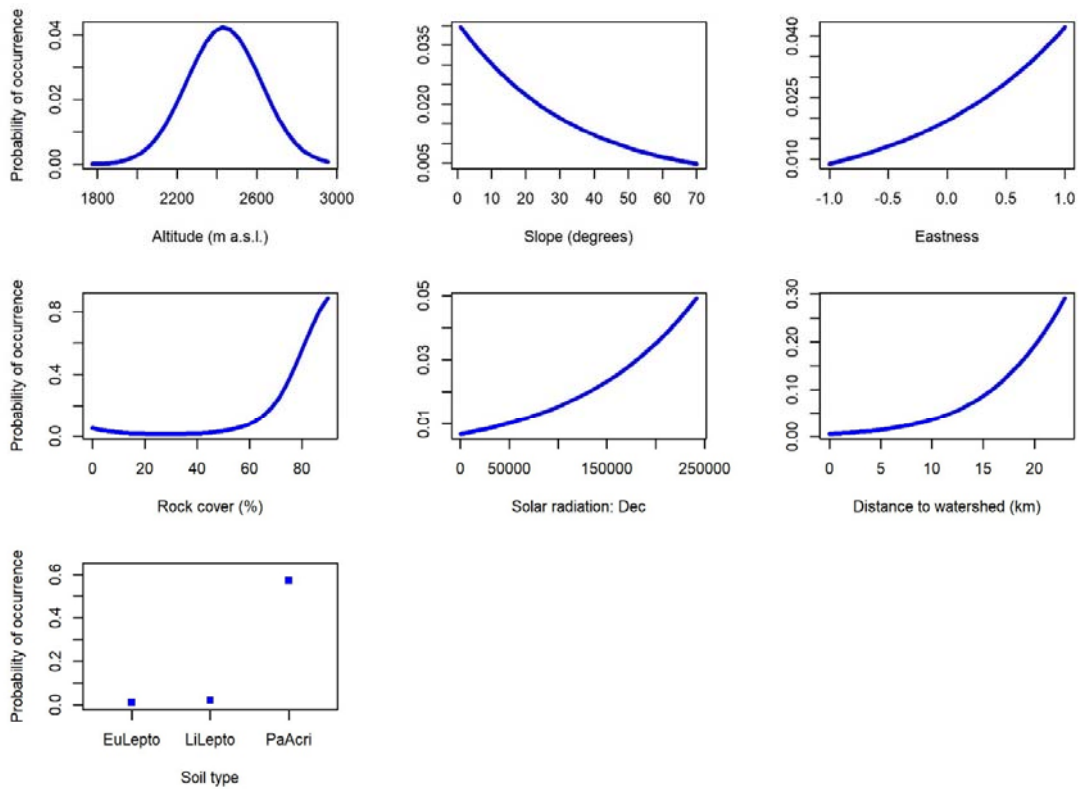 Probability of occurrence
0.00
0.02
0.04
1800 2200 2600 3000
Altitude (m a.s.l.)
0.005
0.015
0.025
0.035
0 10 20 30 40 50 60 70
Slope (degrees)
0.010
0.025
0.040
-1.0 -0.5 0.0 0.5 1.0
Eastness
Probability of occurrence
0.0
0.4
0.8
0 20 40 60 80
Rock cover (%)
0.01
0.03
0.05
0 50000 150000 250000
Solar radiation: Dec
0.00
0.10
0.20
0.30
0 5 10 15 20
Distance to watershed (km)
Probability of occurrence
0.0
0.2
0.4
0.6
EuLepto LiLepto PaAcri
Soil type